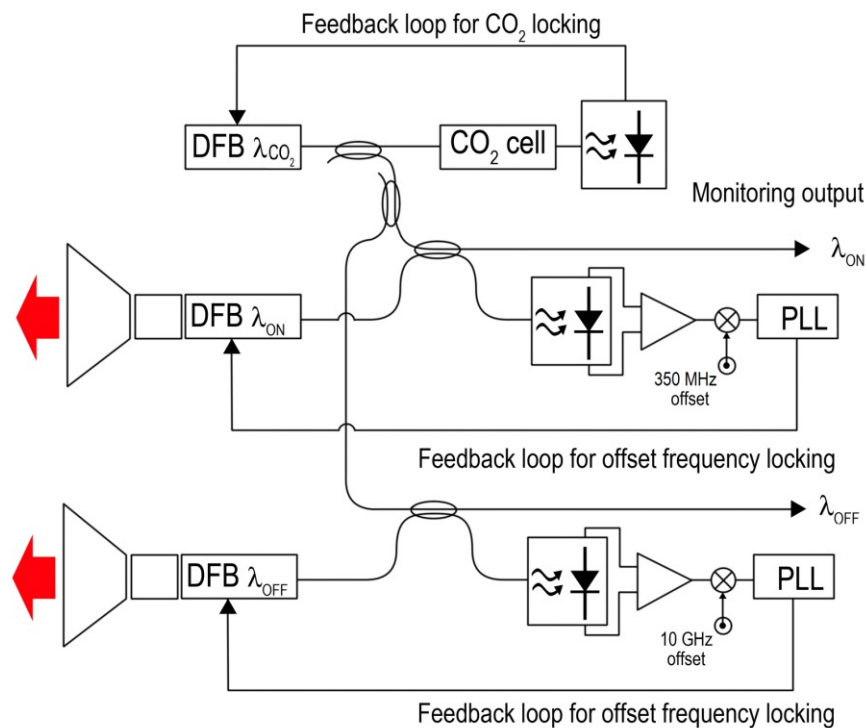 Feedback loop for CO₂ locking
DFB λCO₂
CO₂ cell
Monitoring output
λON
DFB λON
PLL
350 MHz
offset
Feedback loop for offset frequency locking
λOFF
DFB λOFF
PLL
10 GHz
offset
Feedback loop for offset frequency locking